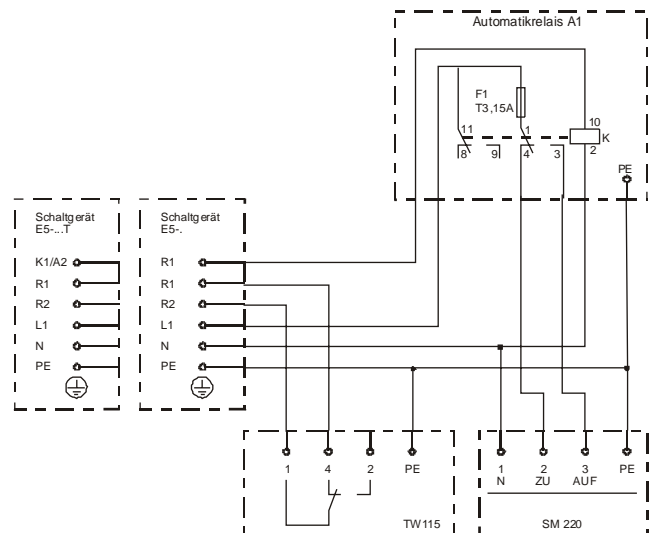 Automatikrelais A1
F1
T3,15A
11 1 10
K
8 9 4 3 2
PE
Schaltgerät
E5-...T
K1/A2
R1
R2
L1
N
PE
Schaltgerät
E5-.
R1
R1
R2
L1
N
PE
1 4 2 PE
TW115
1 2 3 PE
N ZU AUF
SM 220